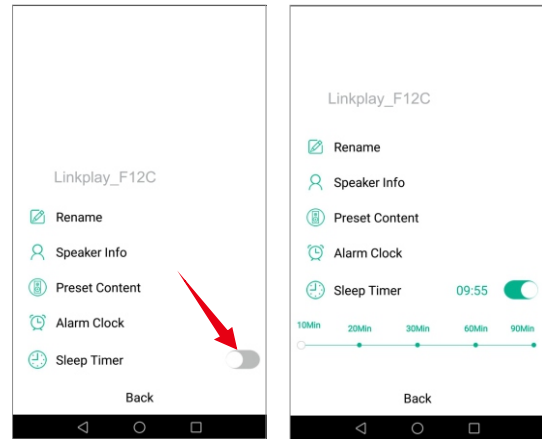 Linkplay_F12C
Rename
Speaker Info
Preset Content
Alarm Clock
Sleep Timer
Back
Linkplay_F12C
Rename
Speaker Info
Preset Content
Alarm Clock
Sleep Timer 09:55
10Min 20Min 30Min 60Min 90Min
Back